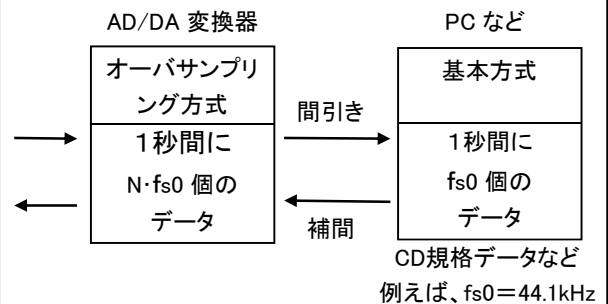 AD/DA 変換器
オーバサンプリ
ング方式
1秒間に
N・fs0 個の
データ
間引き
補間
PC など
基本方式
1秒間に
fs0 個の
データ
CD規格データなど
例えば、fs0＝44.1kHz